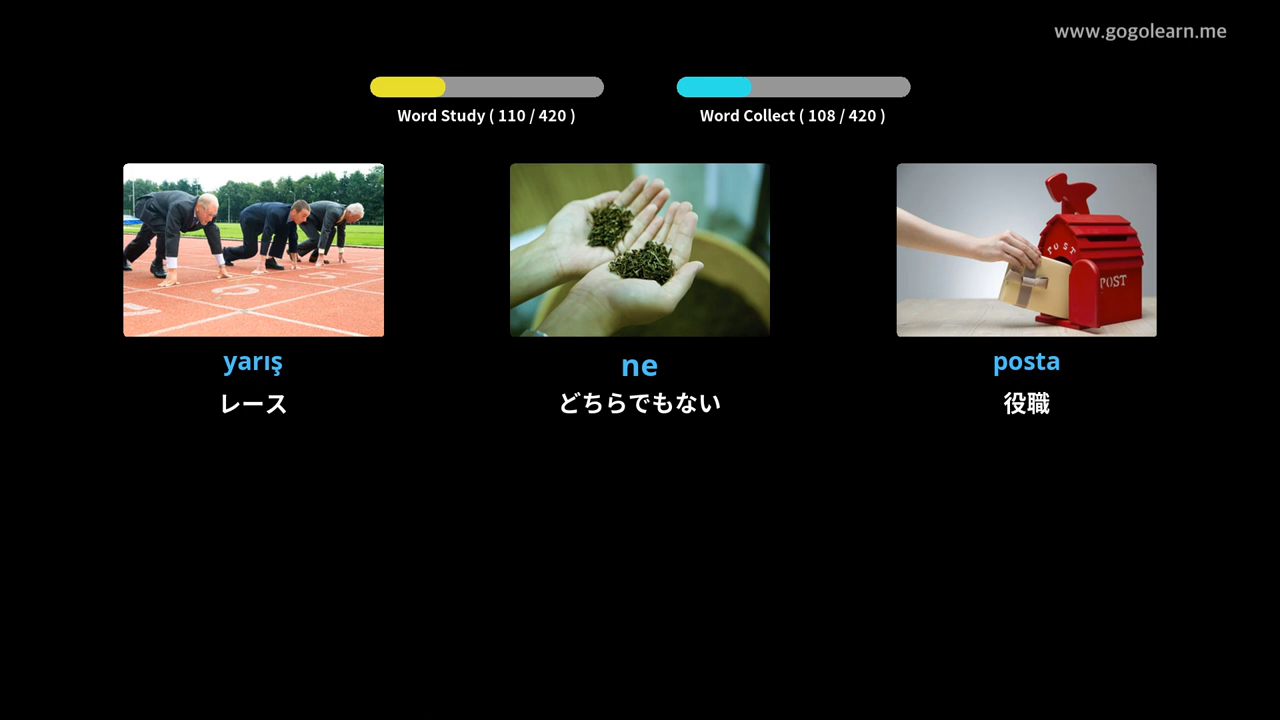 www.gogolearn.me
Word Study ( 110 / 420 )
Word Collect ( 108 / 420 )
POST
POST
yarış
ne
posta
レース
どちらでもない
役職